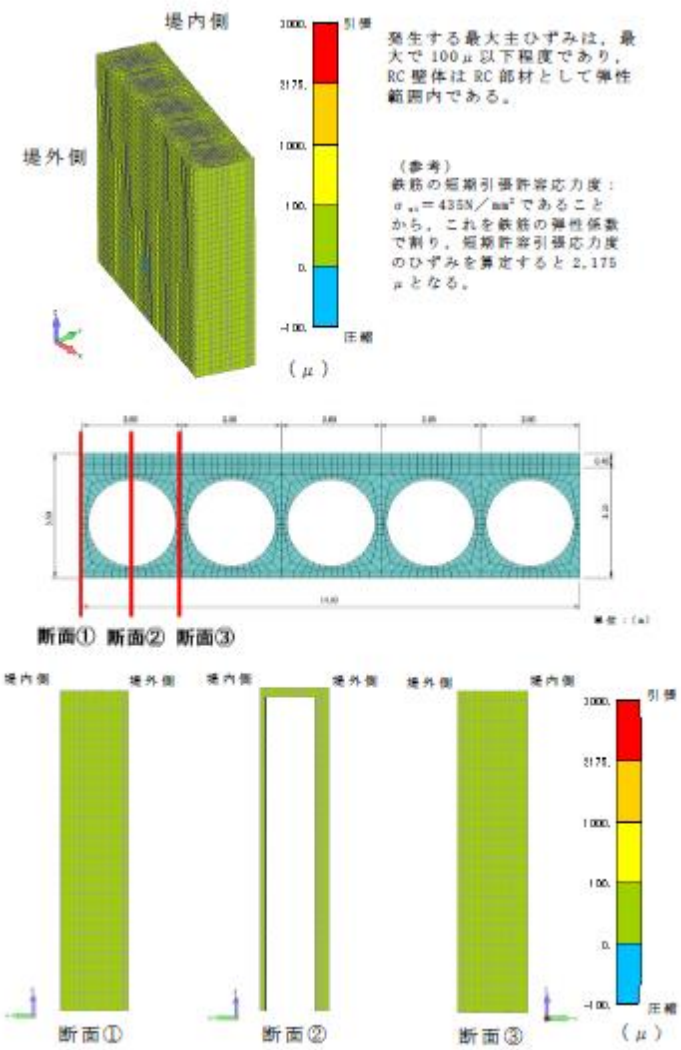 堤内側
堤外側
3000.
引張
2175.
1000.
100.
0.
-100.
圧縮
(μ)
発生する最大主ひずみは，最
大で100μ以下程度であり，
RC壁体はRC部材として弾性
範囲内である。
(参考)
鉄筋の短期引張許容応力度：
＝435N／mm²であること
から，これを鉄筋の弾性係数
で割り，短期許容引張応力度
のひずみを算定すると2,175
μとなる。
単位：(m)
断面① 断面② 断面③
堤内側 堤外側 堤内側 堤外側 堤外側 堤内側
3000.
引張
2175.
1000.
100.
0.
-100.
圧縮
(μ)
断面① 断面② 断面③